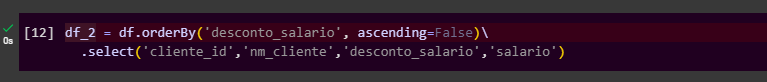 [12] df_2 = df.orderBy('desconto_salario', ascending=False)\
0s .select('cliente_id','nm_cliente','desconto_salario','salario')